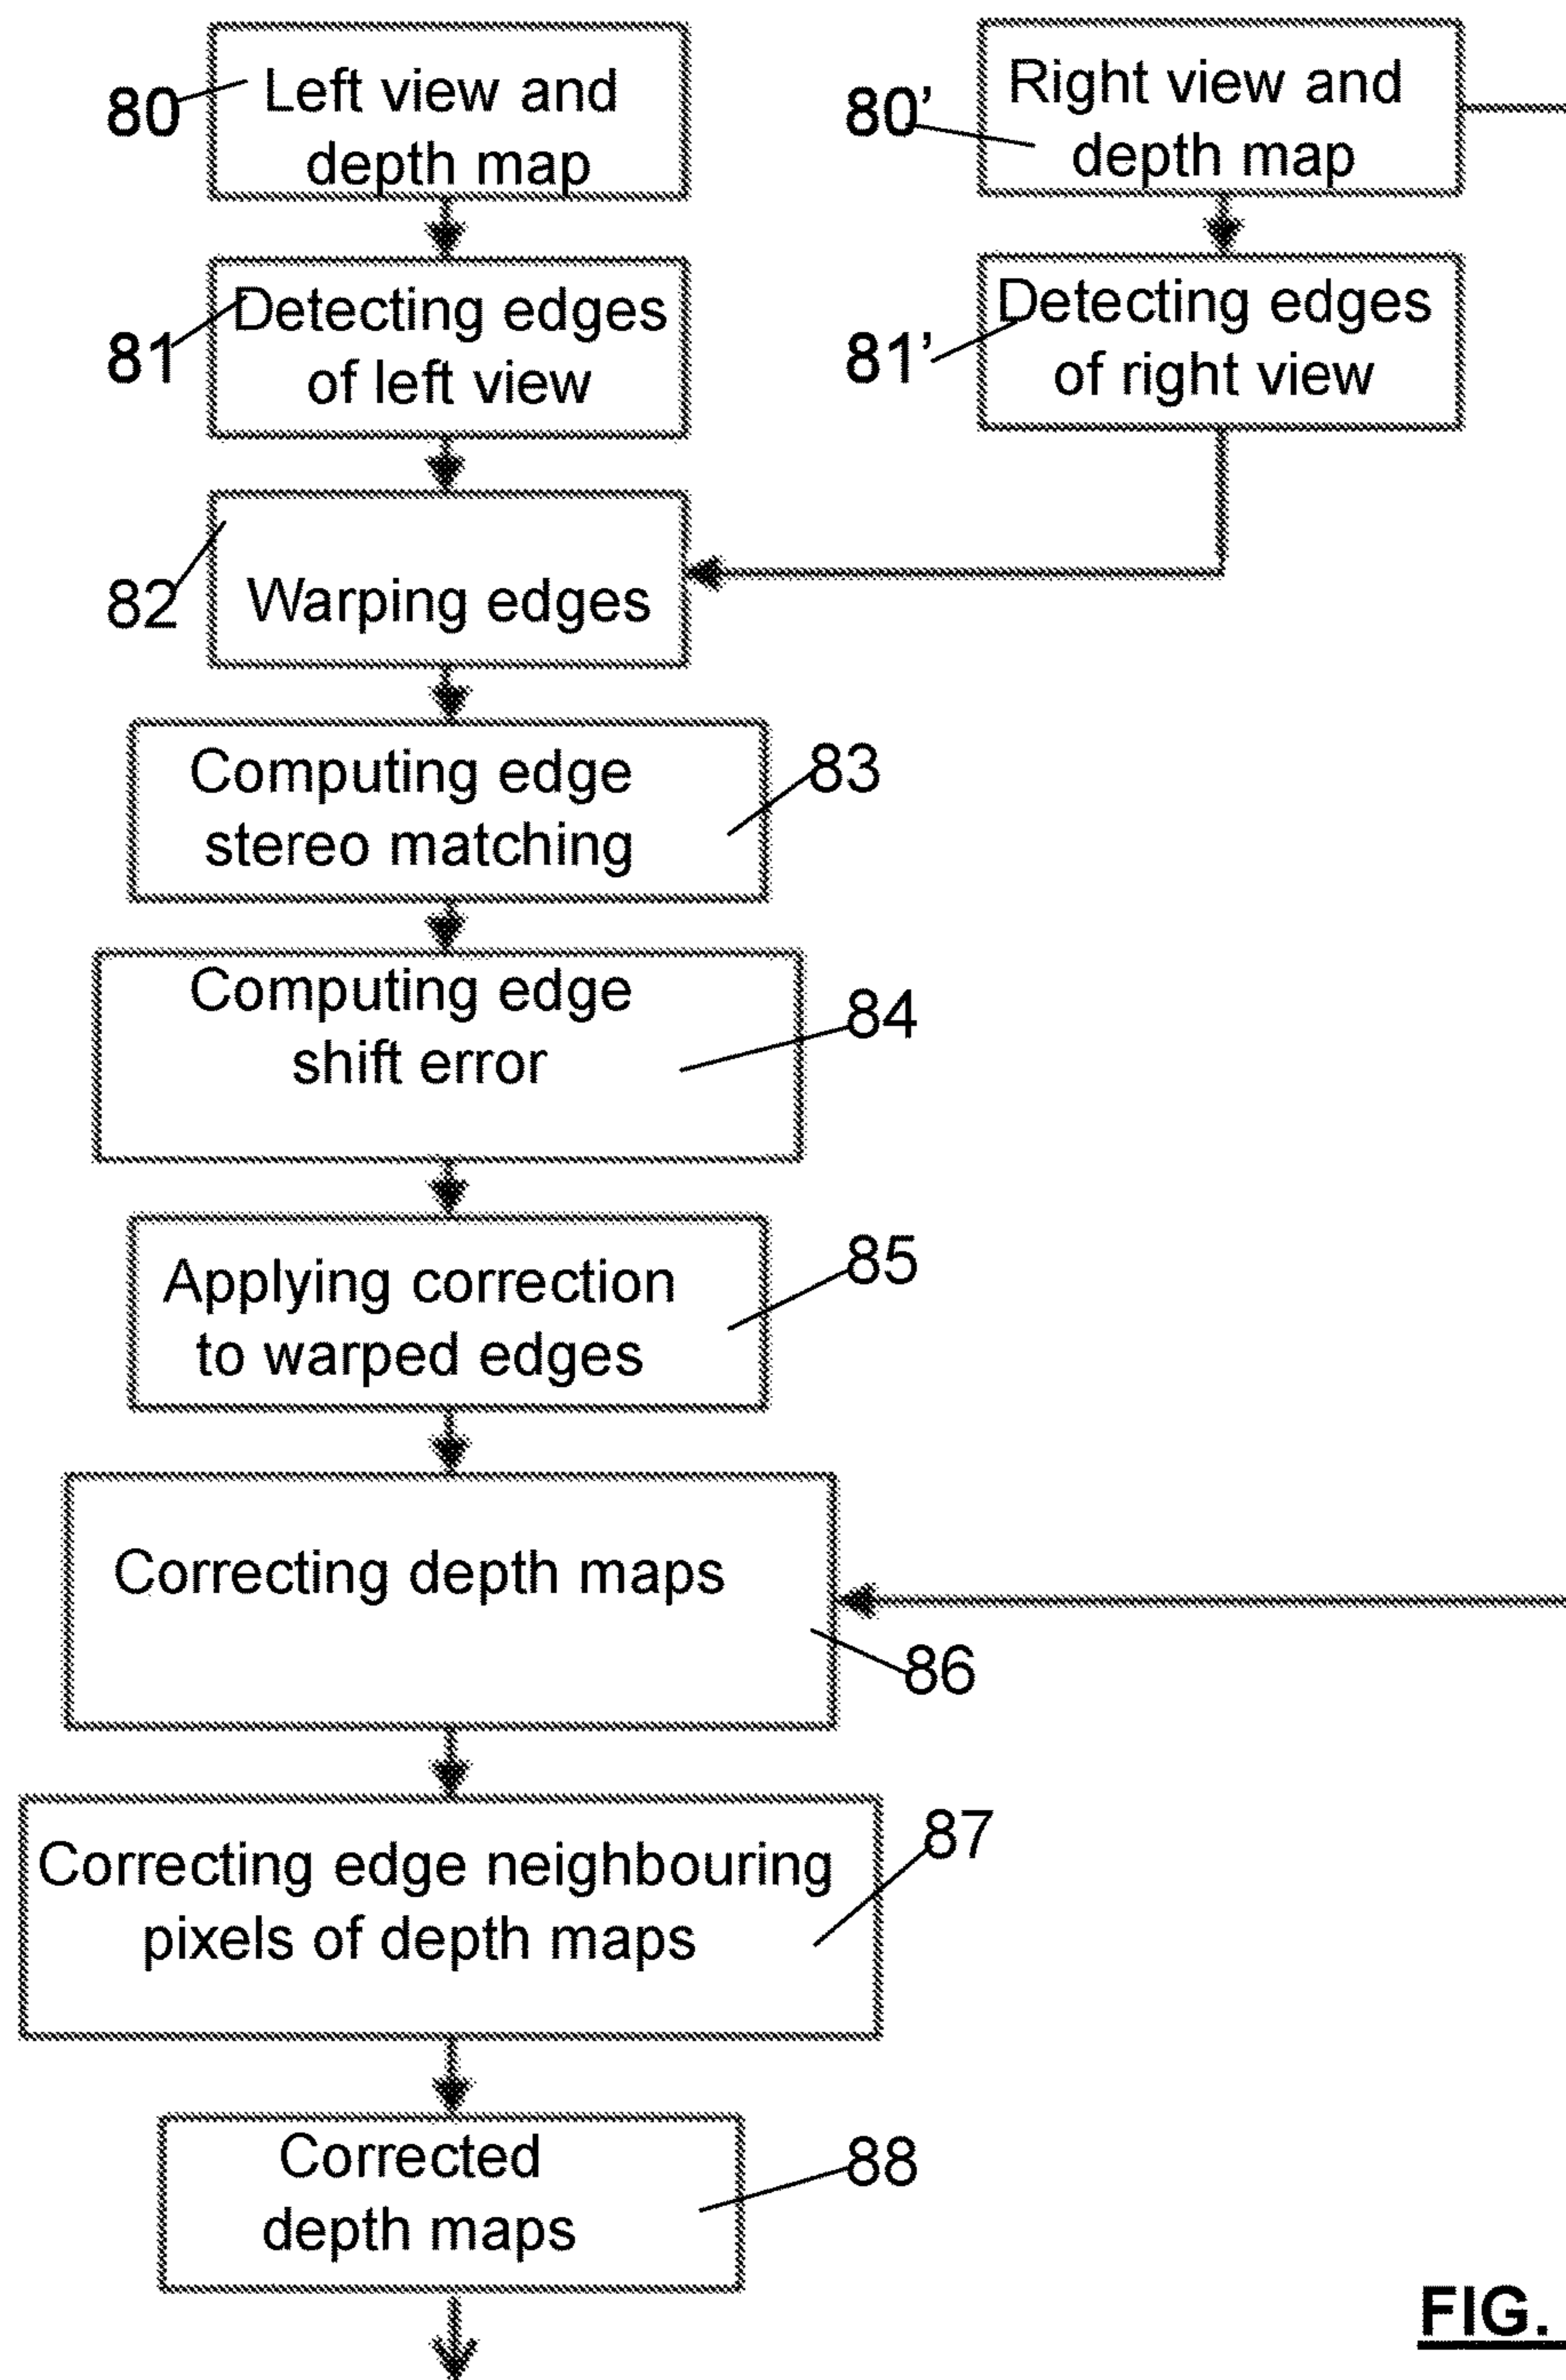 80
Left view and
depth map
80’
Right view and
depth map
81
Detecting edges
of left view
81’
Detecting edges
of right view
82
Warping edges
Computing edge
stereo matching
83
Computing edge
shift error
84
Applying correction
to warped edges
85
Correcting depth maps
86
Correcting edge neighbouring
pixels of depth maps
87
Corrected
depth maps
88
FIG.